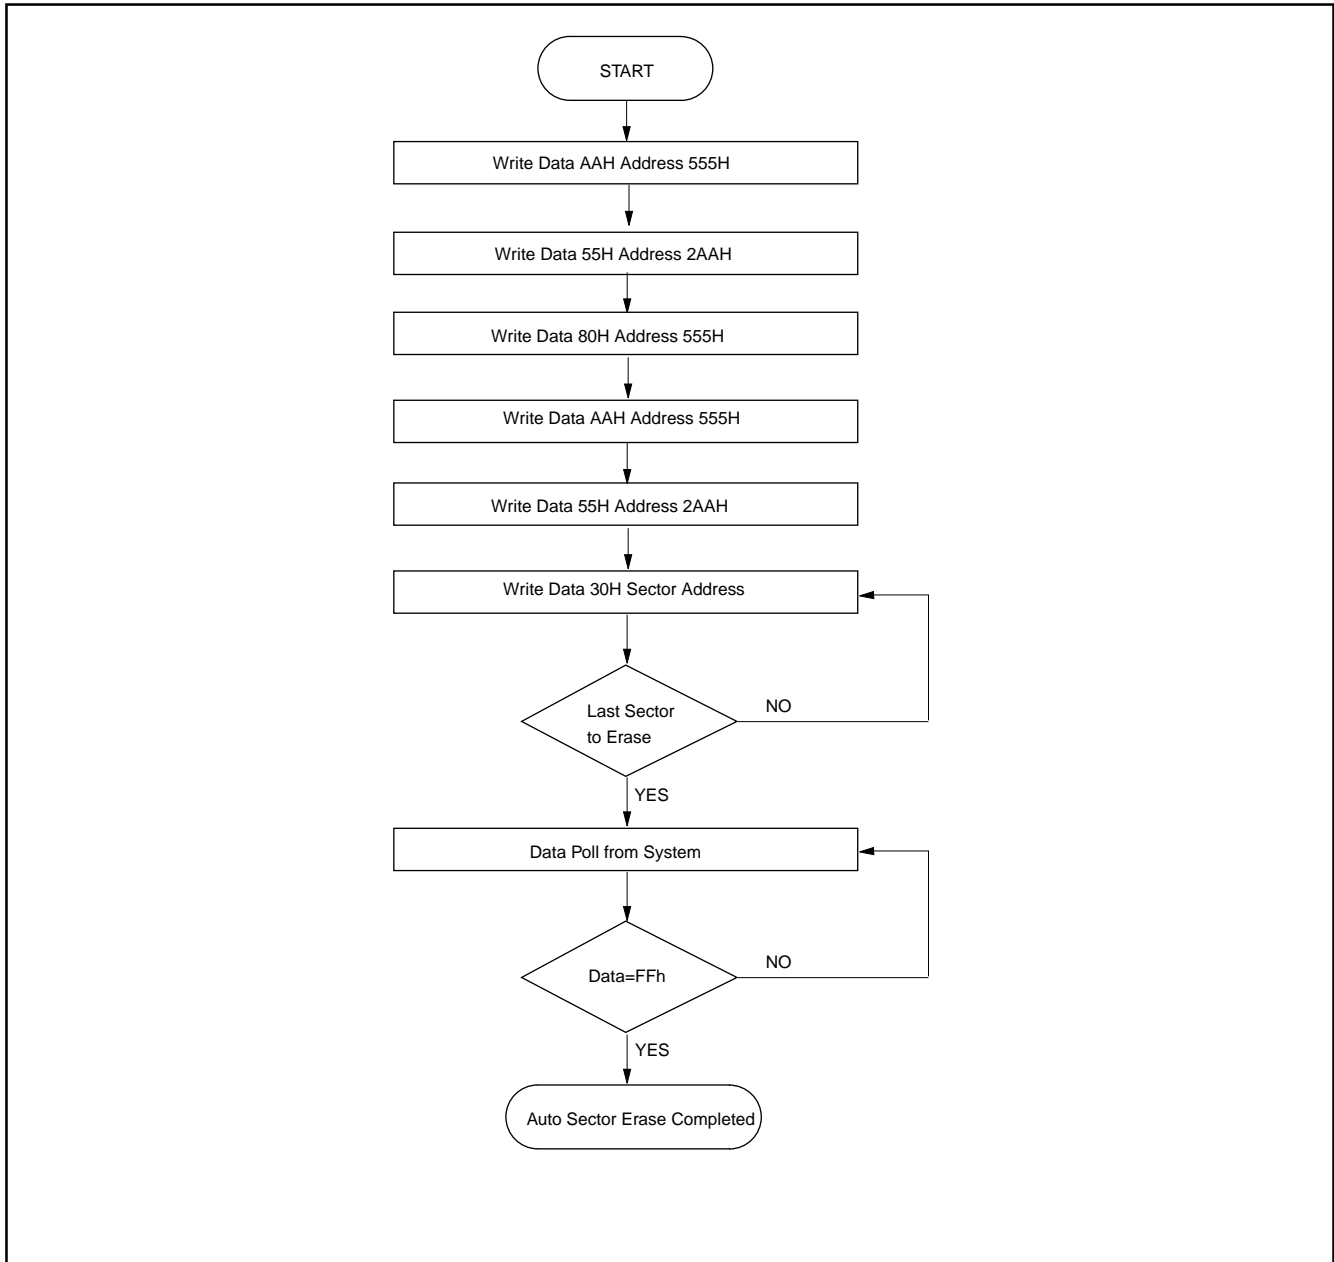 START
Write Data AAH Address 555H
Write Data 55H Address 2AAH
Write Data 80H Address 555H
Write Data AAH Address 555H
Write Data 55H Address 2AAH
Write Data 30H Sector Address
Last Sector
to Erase
NO
YES
Data Poll from System
Data=FFh
NO
YES
Auto Sector Erase Completed